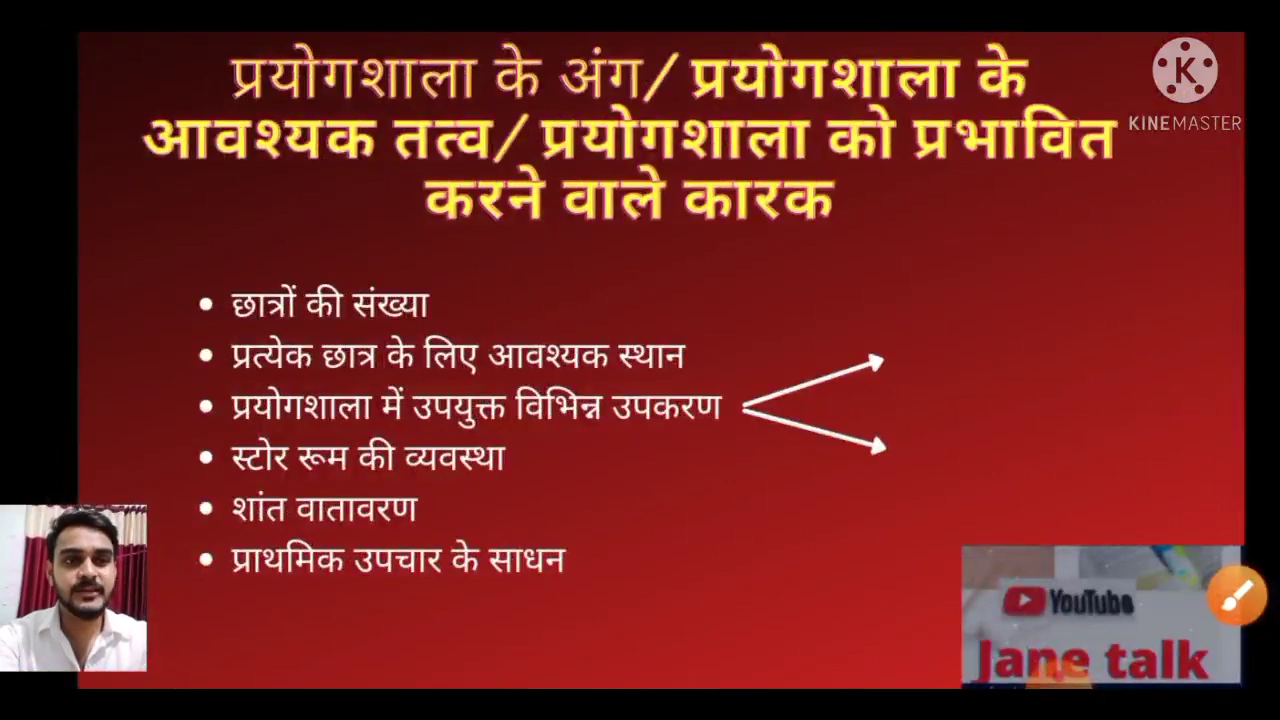 प्रयोगशाला के अंग/ प्रयोगशाला के
आवश्यक तत्व/ प्रयोगशाला को प्रभावित
करने वाले कारक
K
KINEMASTER
छात्रों की संख्या
प्रत्येक छात्र के लिए आवश्यक स्थान
प्रयोगशाला में उपयुक्त विभिन्न उपकरण
स्टोर रूम की व्यवस्था
शांत वातावरण
प्राथमिक उपचार के साधन
YouTube
Jane talk